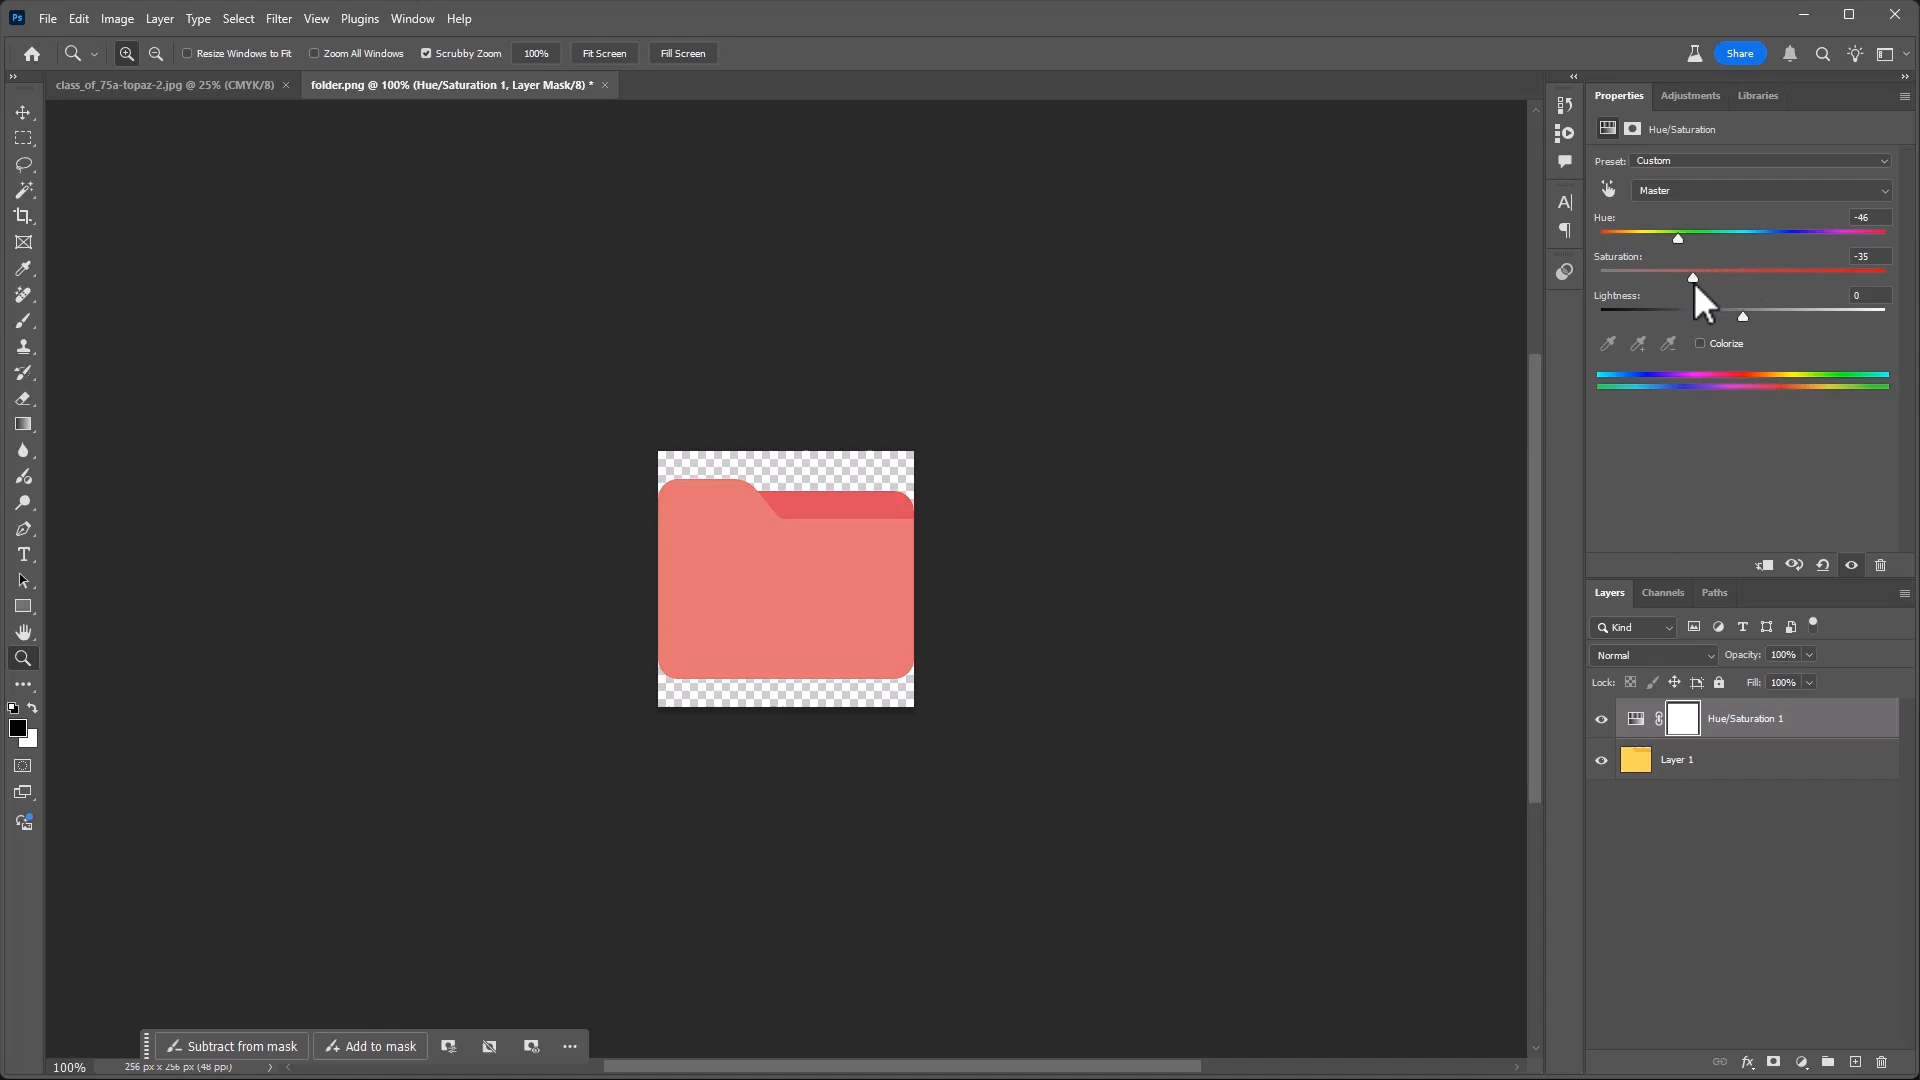 Ps File Edit Image Layer Type Select Filter View Plugins Window Help
Resize Windows to Fit Zoom All Windows Scrubby Zoom 100% Fit Screen Fill Screen Share
class_of_75a-topaz-2.jpg @ 25% (CMYK/8) × folder.png @ 100% (Hue/Saturation 1, Layer Mask/8) * ×
Properties Adjustments Libraries
Hue/Saturation
Preset: Custom
Master
Hue: -46
Saturation: -35
Lightness: 0
Colorize
Layers Channels Paths
Kind
Normal Opacity: 100%
Lock: Fill: 100%
Hue/Saturation 1
Layer 1
Subtract from mask Add to mask
100% 256 px x 256 px (48 ppi)